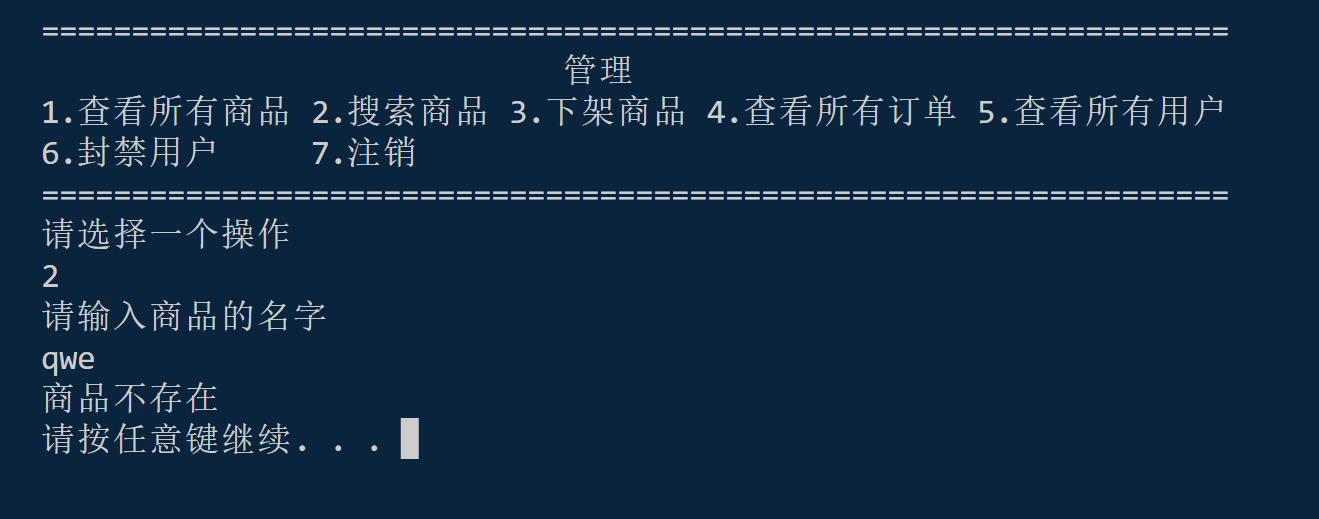 ==================================================================
管理
1.查看所有商品 2.搜索商品 3.下架商品 4.查看所有订单 5.查看所有用户
6.封禁用户     7.注销
==================================================================
请选择一个操作
2
请输入商品的名字
qwe
商品不存在
请按任意键继续. . .